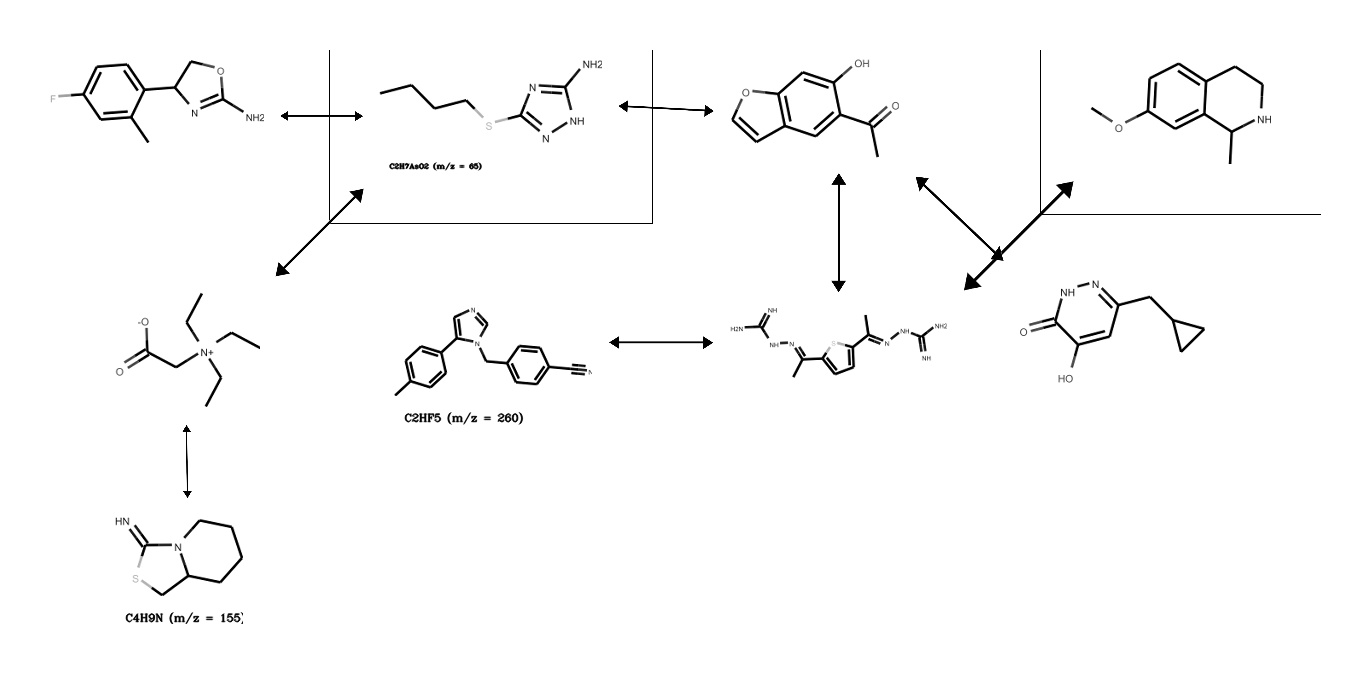 F
O
N
NH2
S
N
NH2
N
NH
C2H7AsO2 (m/z = 65)
O
OH
O
O
NH
-O
O
N+
N
N
N
C2HF5 (m/z = 260)
H2N
NH
NH
N
S
N
NH
NH2
NH
NH
N
O
HO
HN
N
S
C4H9N (m/z = 155)